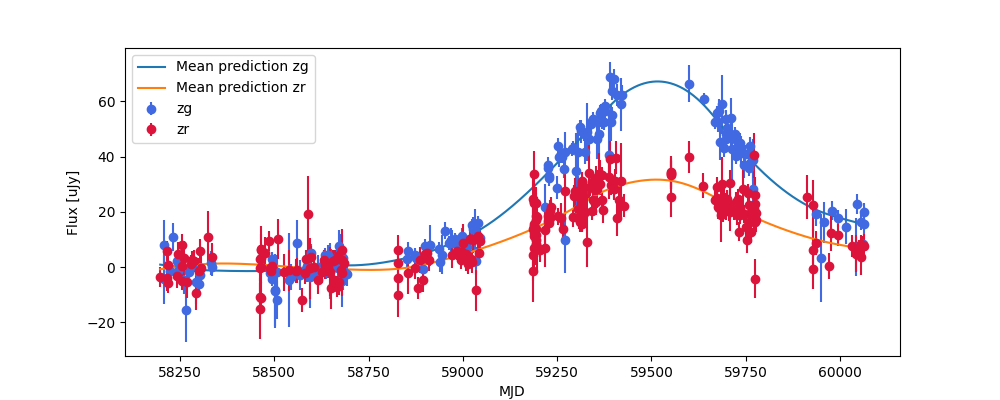 Mean prediction zg
Mean prediction zr
zg
zr
Flux [uJy]
60
40
20
0
−20
58250 58500 58750 59000 59250 59500 59750 60000
MJD